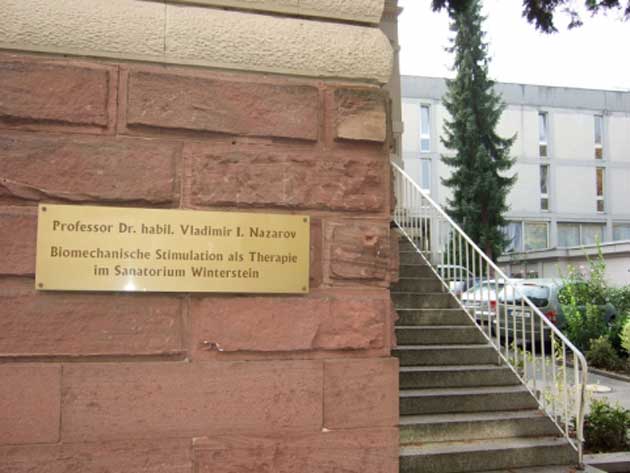 Professor Dr. habil. Vladimir I. Nazarov
Biomechanische Stimulation als Therapie
im Sanatorium Winterstein